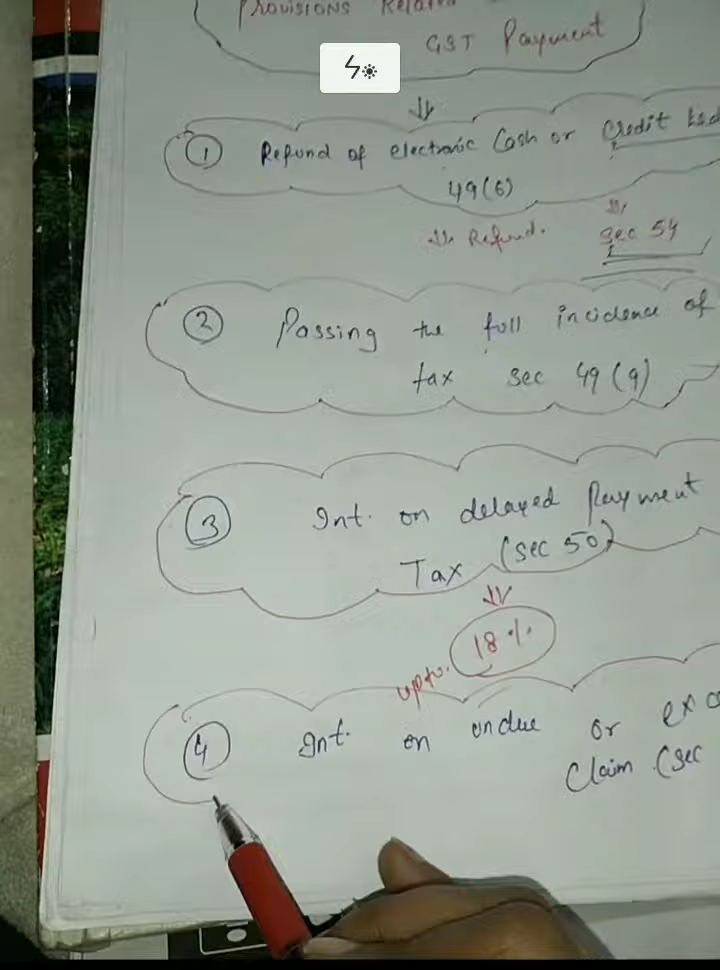 Provisions Related
GST Payment
① Refund of electronic Cash or Credit
49(6)
Refund. Sec 54
② Passing the full incidence of
tax sec 49 (9)
③ Int. on delayed Payment
Tax (Sec 50)
upto. 18%
④ Int. on undue or
Claim (Sec